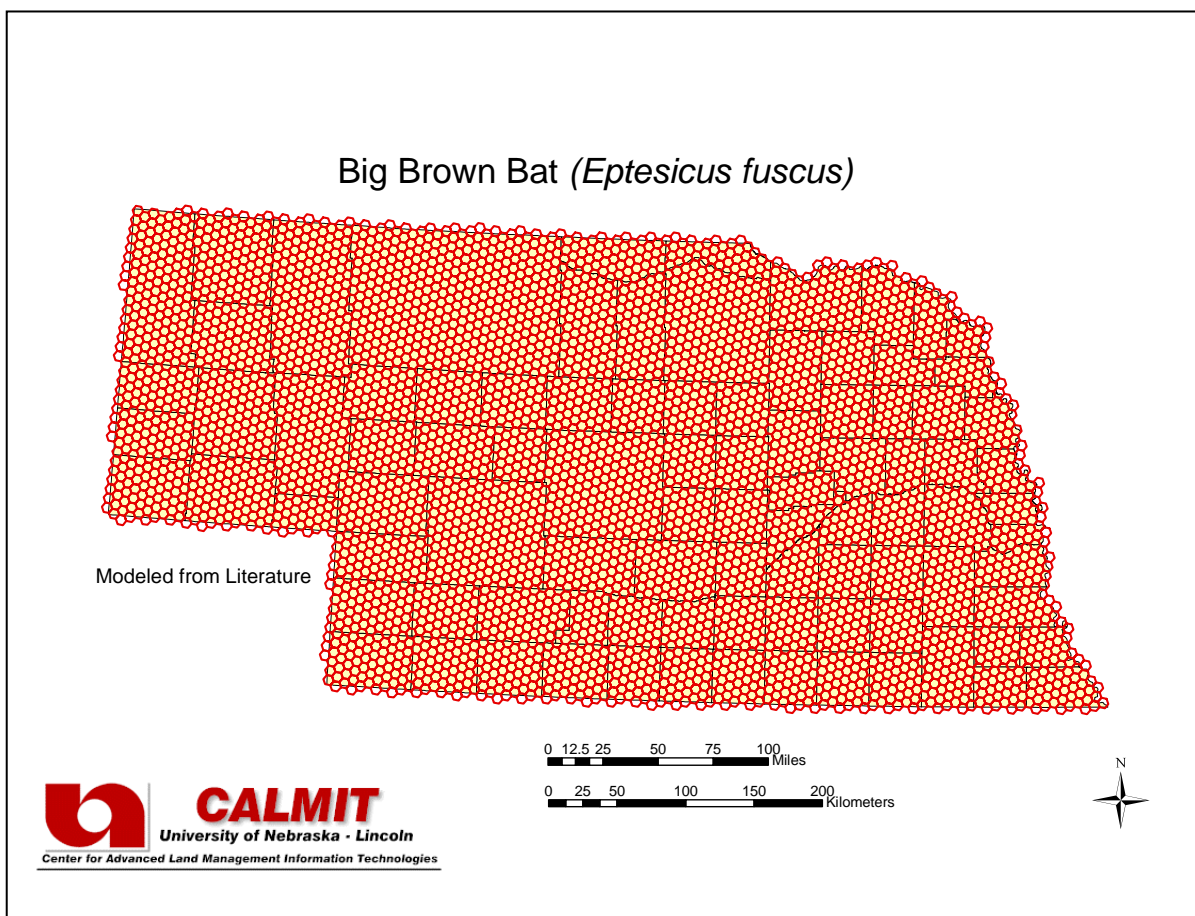 Big Brown Bat (Eptesicus fuscus)
Modeled from Literature
0 12.5 25 50 75 100
Miles
0 25 50 100 150 200
Kilometers
N
CALMIT
University of Nebraska - Lincoln
Center for Advanced Land Management Information Technologies